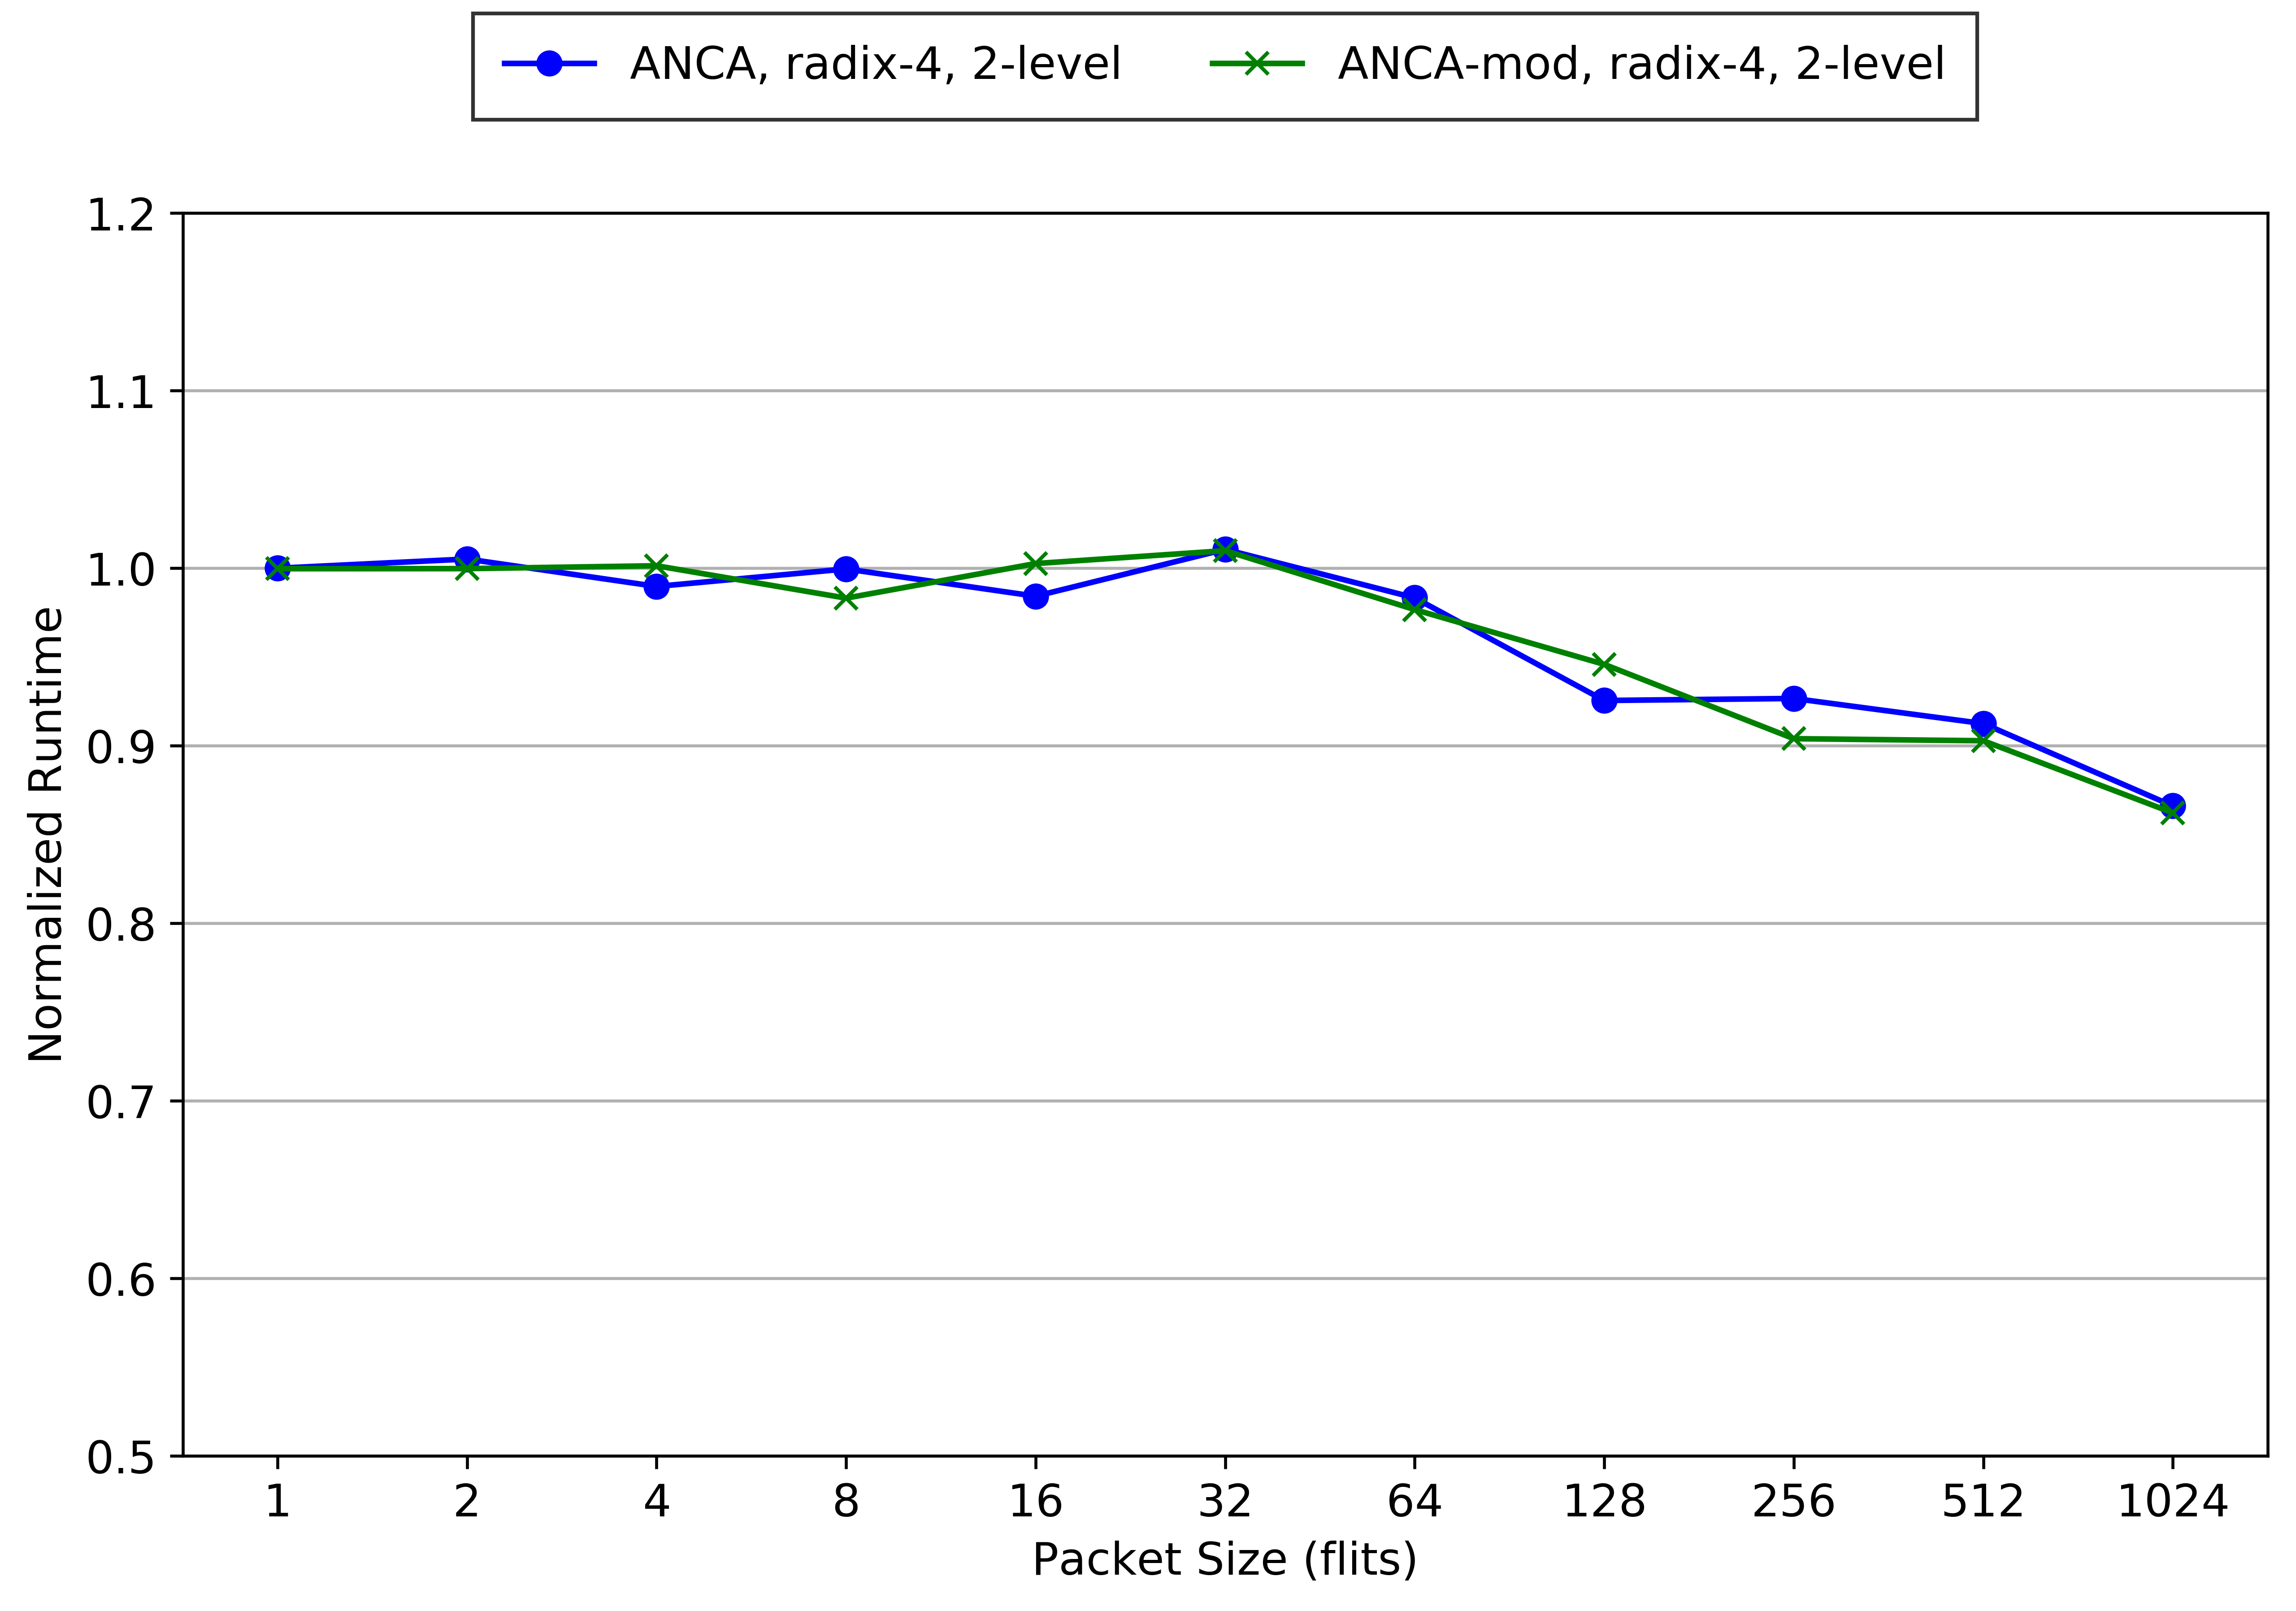 ANCA, radix-4, 2-level
ANCA-mod, radix-4, 2-level
1.2
1.1
1.0
0.9
0.8
0.7
0.6
0.5
Normalized Runtime
1 2 4 8 16 32 64 128 256 512 1024
Packet Size (flits)